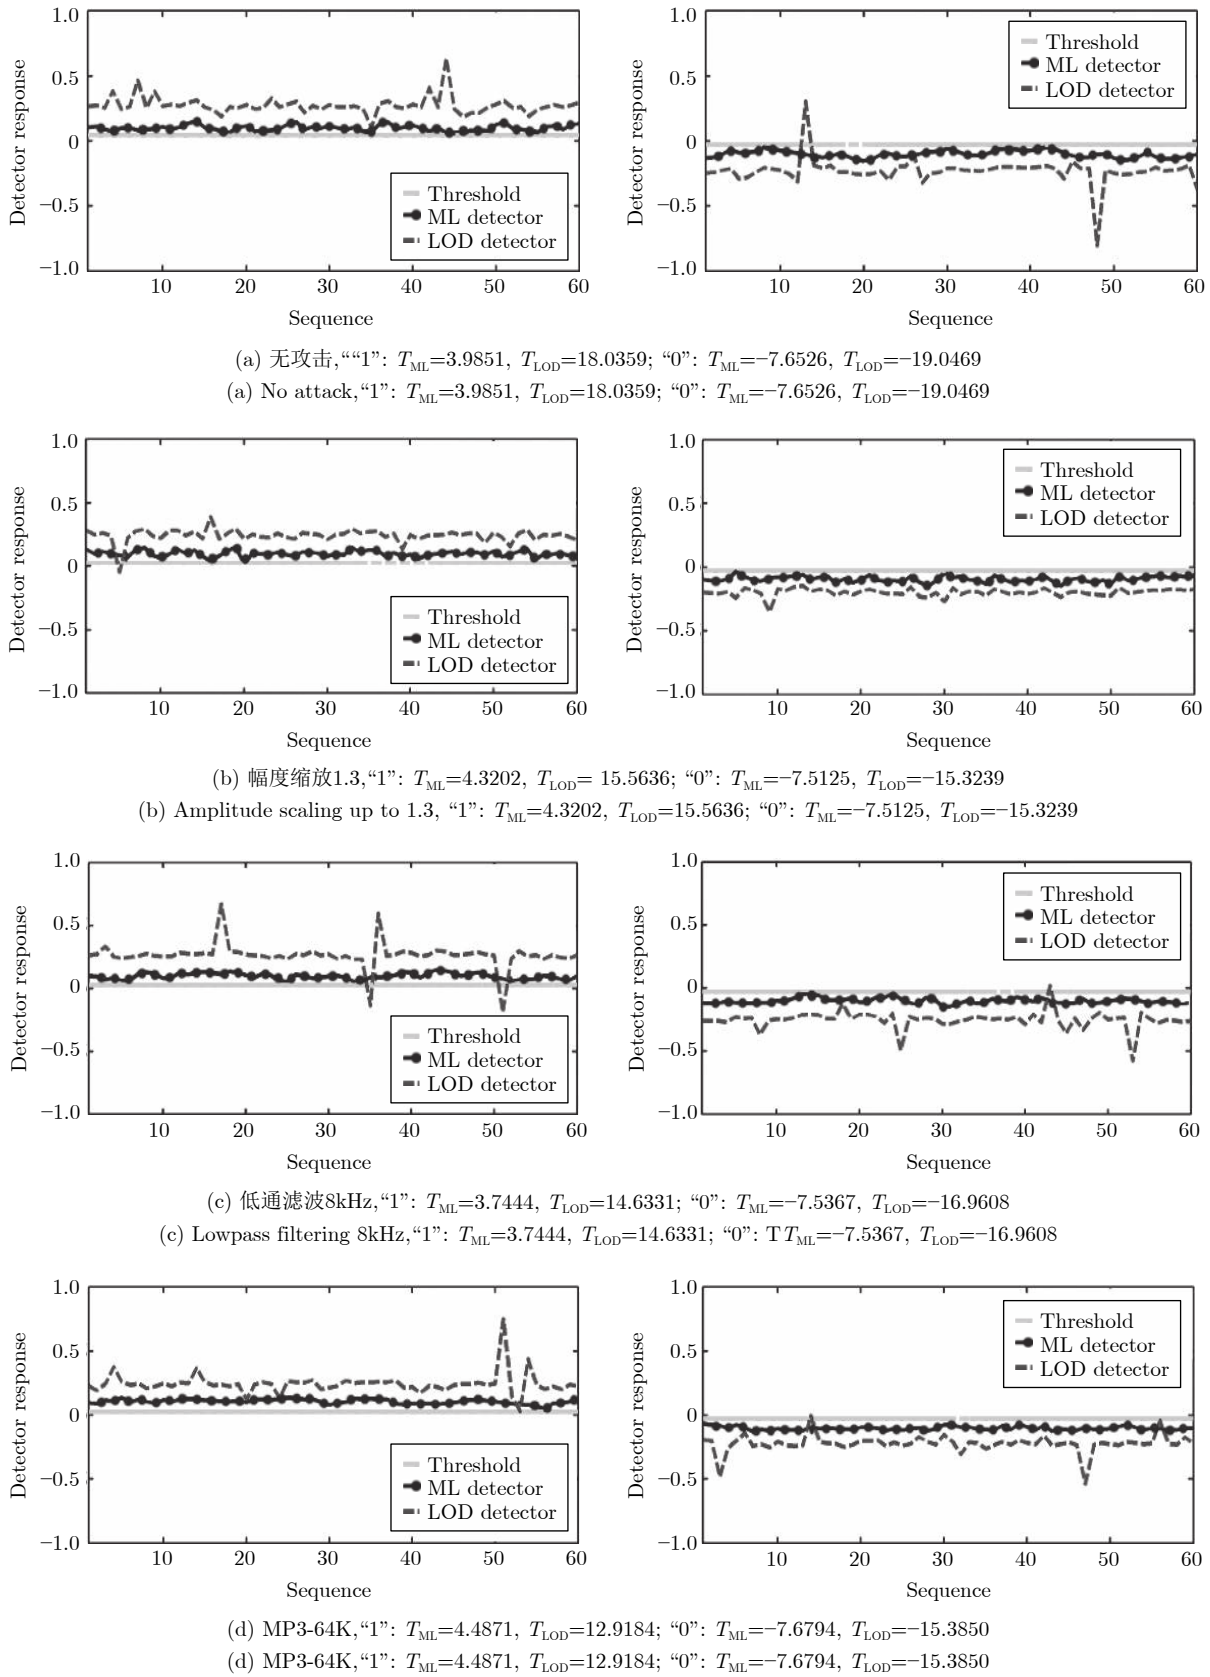 1.0
0.5
0
−0.5
−1.0
Detector response
Threshold
ML detector
LOD detector
10 20 30 40 50 60
Sequence
1.0
0.5
0
−0.5
−1.0
Detector response
Threshold
ML detector
LOD detector
10 20 30 40 50 60
Sequence
(a) 无攻击,““1”: TML=3.9851, TLOD=18.0359; “0”: TML=−7.6526, TLOD=−19.0469
(a) No attack,“1”: TML=3.9851, TLOD=18.0359; “0”: TML=−7.6526, TLOD=−19.0469
1.0
0.5
0
−0.5
−1.0
Detector response
Threshold
ML detector
LOD detector
10 20 30 40 50 60
Sequence
1.0
0.5
0
−0.5
−1.0
Detector response
Threshold
ML detector
LOD detector
10 20 30 40 50 60
Sequence
(b) 幅度缩放1.3,“1”: TML=4.3202, TLOD= 15.5636; “0”: TML=−7.5125, TLOD=−15.3239
(b) Amplitude scaling up to 1.3, “1”: TML=4.3202, TLOD=15.5636; “0”: TML=−7.5125, TLOD=−15.3239
1.0
0.5
0
−0.5
−1.0
Detector response
Threshold
ML detector
LOD detector
10 20 30 40 50 60
Sequence
1.0
0.5
0
−0.5
−1.0
Detector response
Threshold
ML detector
LOD detector
10 20 30 40 50 60
Sequence
(c) 低通滤波8kHz,“1”: TML=3.7444, TLOD=14.6331; “0”: TML=−7.5367, TLOD=−16.9608
(c) Lowpass filtering 8kHz,“1”: TML=3.7444, TLOD=14.6331; “0”: T TML=−7.5367, TLOD=−16.9608
1.0
0.5
0
−0.5
−1.0
Detector response
Threshold
ML detector
LOD detector
10 20 30 40 50 60
Sequence
1.0
0.5
0
−0.5
−1.0
Detector response
Threshold
ML detector
LOD detector
10 20 30 40 50 60
Sequence
(d) MP3-64K,“1”: TML=4.4871, TLOD=12.9184; “0”: TML=−7.6794, TLOD=−15.3850
(d) MP3-64K,“1”: TML=4.4871, TLOD=12.9184; “0”: TML=−7.6794, TLOD=−15.3850